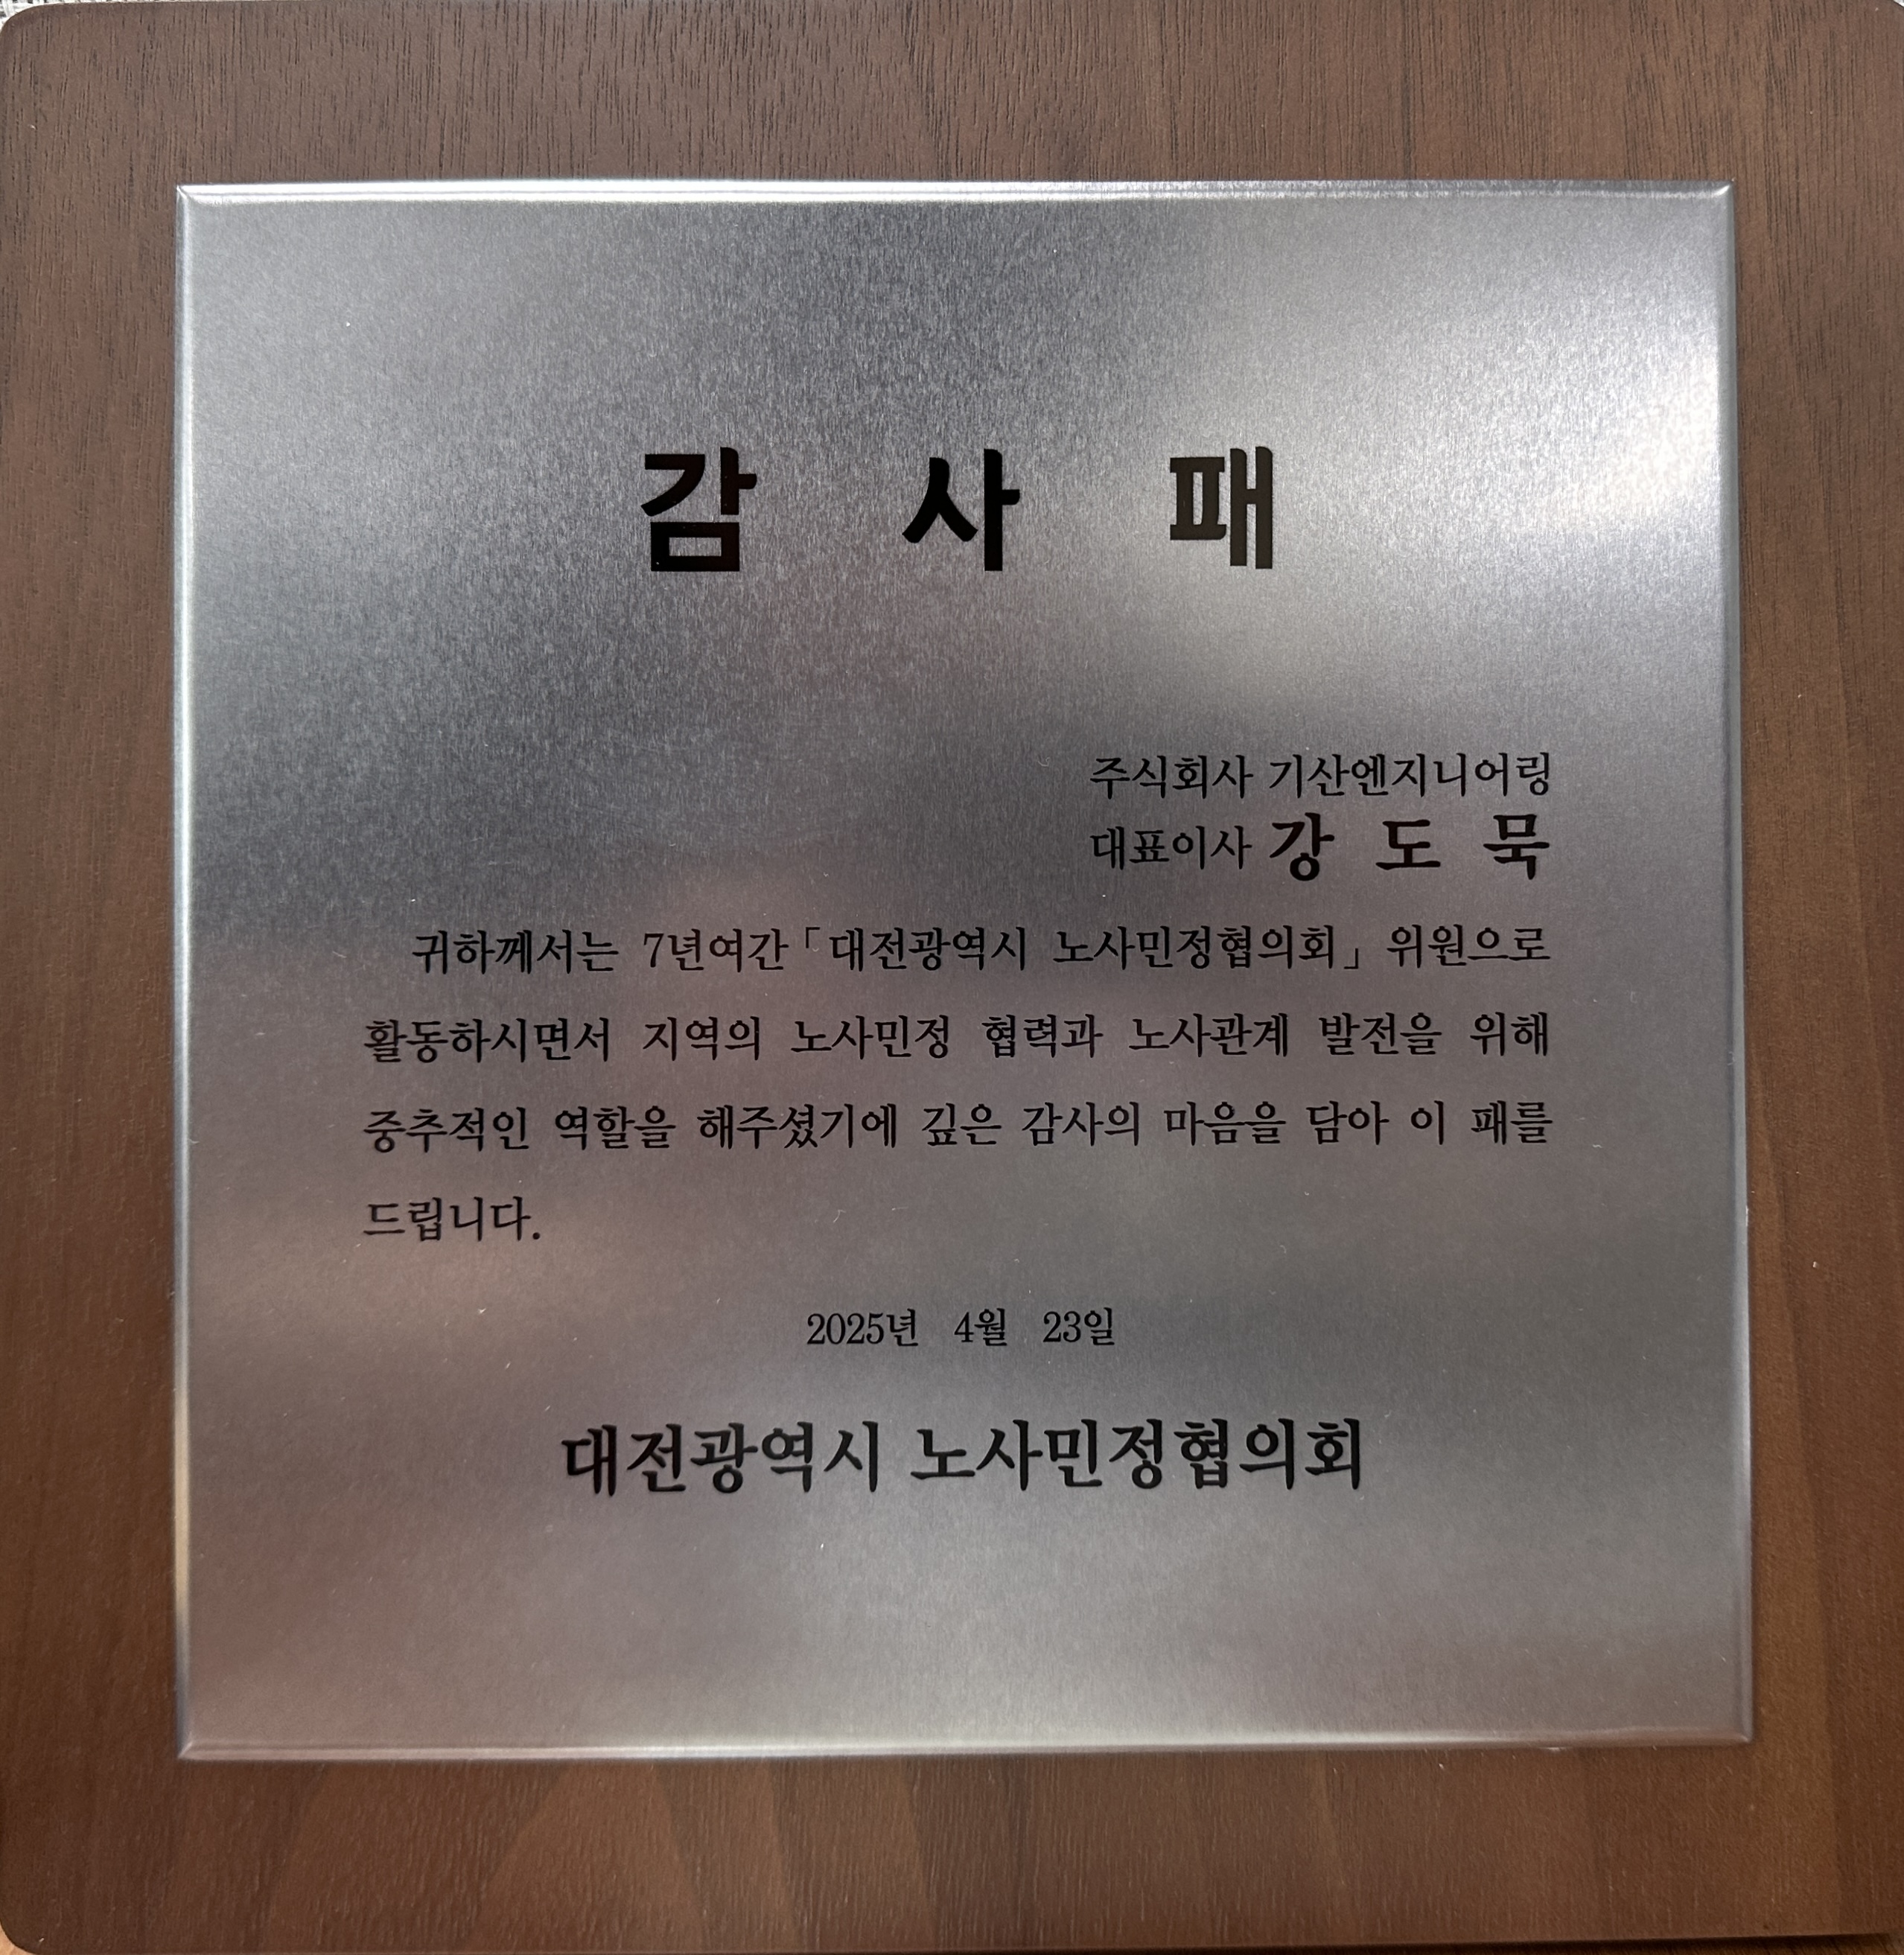 감 사 패
주식회사 기산엔지니어링
대표이사 강 도 묵
귀하께서는 7년여간 「대전광역시 노사민정협의회」 위원으로
활동하시면서 지역의 노사민정 협력과 노사관계 발전을 위해
중추적인 역할을 해주셨기에 깊은 감사의 마음을 담아 이 패를
드립니다.
2025년 4월 23일
대전광역시 노사민정협의회